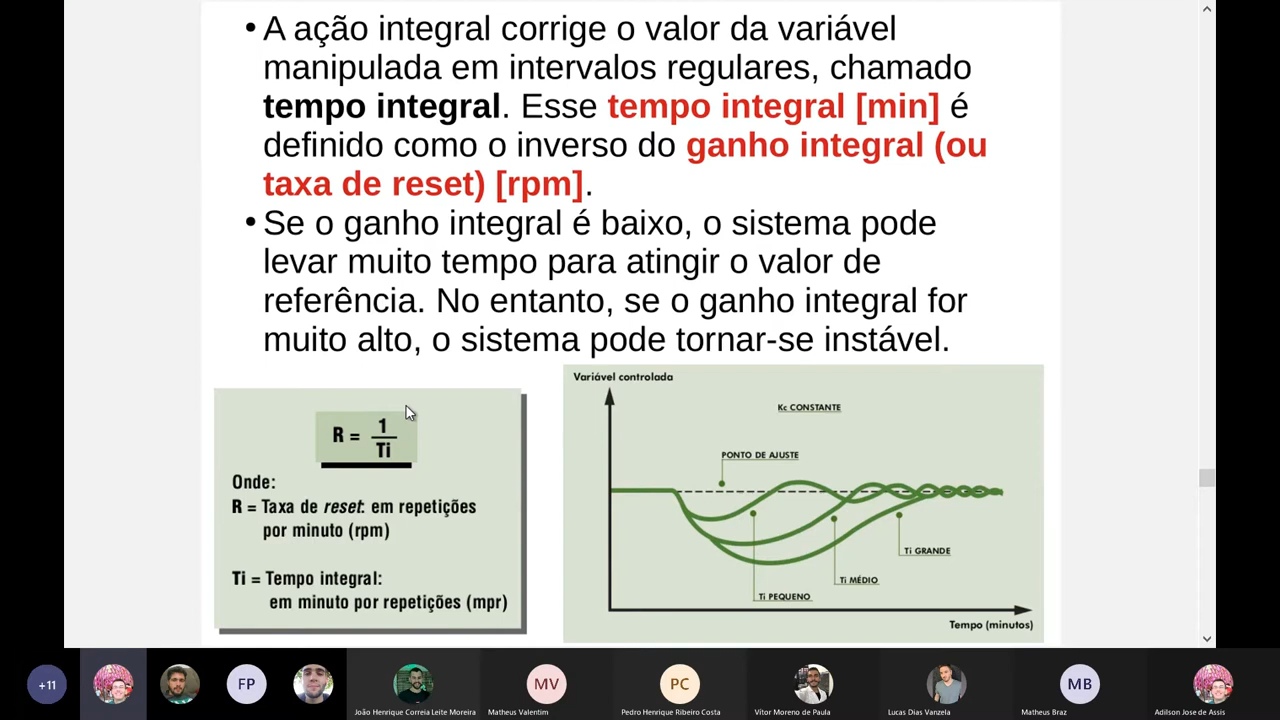 • A ação integral corrige o valor da variável
manipulada em intervalos regulares, chamado
tempo integral. Esse tempo integral [min] é
definido como o inverso do ganho integral (ou
taxa de reset) [rpm].
• Se o ganho integral é baixo, o sistema pode
levar muito tempo para atingir o valor de
referência. No entanto, se o ganho integral for
muito alto, o sistema pode tornar-se instável.
R = 1
Ti
Onde:
R = Taxa de reset: em repetições
por minuto (rpm)
Ti = Tempo integral:
em minuto por repetições (mpr)
Variável controlada
Kc CONSTANTE
PONTO DE AJUSTE
Ti GRANDE
Ti MÉDIO
Ti PEQUENO
Tempo (minutos)
+11
FP
MV
PC
MB
João Henrique Correia Leite Moreira
Matheus Valentim
Pedro Henrique Ribeiro Costa
Vítor Moreno de Paula
Lucas Dias Vanzela
Matheus Braz
Adilson Jose de Assis